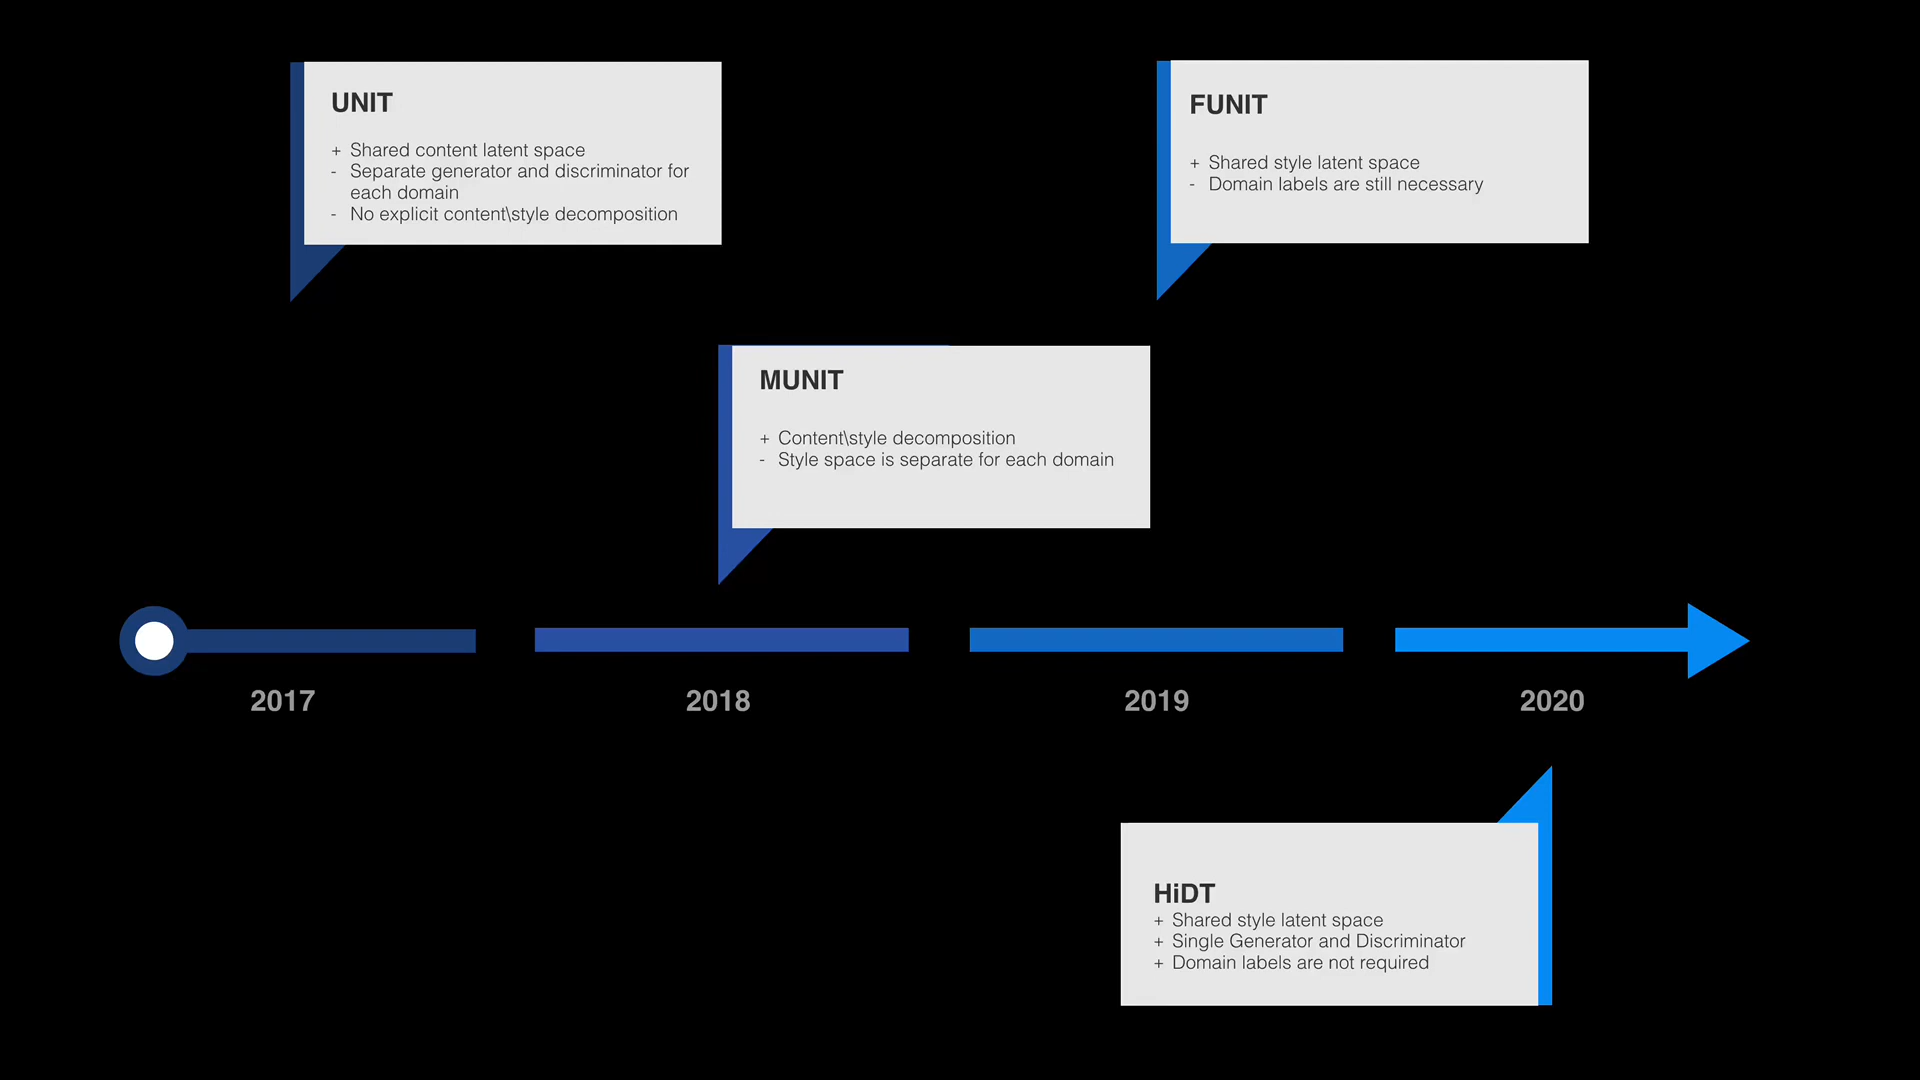 UNIT
+ Shared content latent space
- Separate generator and discriminator for
each domain
- No explicit content\style decomposition
FUNIT
+ Shared style latent space
- Domain labels are still necessary
MUNIT
+ Content\style decomposition
- Style space is separate for each domain
2017
2018
2019
2020
HiDT
+ Shared style latent space
+ Single Generator and Discriminator
+ Domain labels are not required